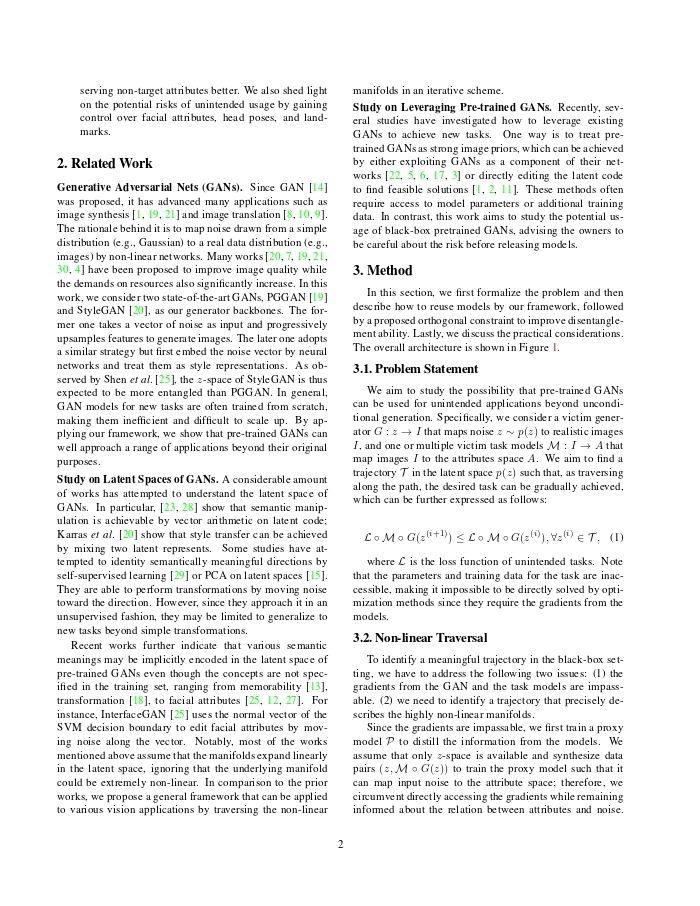 serving non-target attributes better. We also shed light
on the potential risks of unintended usage by gaining
control over facial attributes, head poses, and land-
marks.
2. Related Work
Generative Adversarial Nets (GANs). Since GAN [14]
was proposed, it has advanced many applications such as
image synthesis [1, 19, 21] and image translation [8, 10, 9].
The rationale behind it is to map noise drawn from a simple
distribution (e.g., Gaussian) to a real data distribution (e.g.,
images) by non-linear networks. Many works [20, 7, 19, 21,
30, 4] have been proposed to improve image quality while
the demands on resources also significantly increase. In this
work, we consider two state-of-the-art GANs, PGGAN [19]
and StyleGAN [20], as our generator backbones. The for-
mer one takes a vector of noise as input and progressively
upsamples features to generate images. The later one adopts
a similar strategy but first embed the noise vector by neural
networks and treat them as style representations. As ob-
served by Shen et al. [25], the z-space of StyleGAN is thus
expected to be more entangled than PGGAN. In general,
GAN models for new tasks are often trained from scratch,
making them inefficient and difficult to scale up. By ap-
plying our framework, we show that pre-trained GANs can
well approach a range of applications beyond their original
purposes.
Study on Latent Spaces of GANs. A considerable amount
of works has attempted to understand the latent space of
GANs. In particular, [23, 28] show that semantic manip-
ulation is achievable by vector arithmetic on latent code;
Karras et al. [20] show that style transfer can be achieved
by mixing two latent represents. Some studies have at-
tempted to identity semantically meaningful directions by
self-supervised learning [29] or PCA on latent spaces [15].
They are able to perform transformations by moving noise
toward the direction. However, since they approach it in an
unsupervised fashion, they may be limited to generalize to
new tasks beyond simple transformations.
Recent works further indicate that various semantic
meanings may be implicitly encoded in the latent space of
pre-trained GANs even though the concepts are not spec-
ified in the training set, ranging from memorability [13],
transformation [18], to facial attributes [25, 12, 27]. For
instance, InterfaceGAN [25] uses the normal vector of the
SVM decision boundary to edit facial attributes by mov-
ing noise along the vector. Notably, most of the works
mentioned above assume that the manifolds expand linearly
in the latent space, ignoring that the underlying manifold
could be extremely non-linear. In comparison to the prior
works, we propose a general framework that can be applied
to various vision applications by traversing the non-linear
manifolds in an iterative scheme.
Study on Leveraging Pre-trained GANs. Recently, sev-
eral studies have investigated how to leverage existing
GANs to achieve new tasks. One way is to treat pre-
trained GANs as strong image priors, which can be achieved
by either exploiting GANs as a component of their net-
works [22, 5, 6, 17, 3] or directly editing the latent code
to find feasible solutions [1, 2, 11]. These methods often
require access to model parameters or additional training
data. In contrast, this work aims to study the potential us-
age of black-box pretrained GANs, advising the owners to
be careful about the risk before releasing models.
3. Method
In this section, we first formalize the problem and then
describe how to reuse models by our framework, followed
by a proposed orthogonal constraint to improve disentangle-
ment ability. Lastly, we discuss the practical considerations.
The overall architecture is shown in Figure 1.
3.1. Problem Statement
We aim to study the possibility that pre-trained GANs
can be used for unintended applications beyond uncondi-
tional generation. Specifically, we consider a victim gener-
ator G : z → I that maps noise z ∼ p(z) to realistic images
I, and one or multiple victim task models ℳ : I → A that
map images I to the attributes space A. We aim to find a
trajectory 𝒯 in the latent space p(z) such that, as traversing
along the path, the desired task can be gradually achieved,
which can be further expressed as follows:
ℒ ∘ ℳ ∘ G(z^(i+1)) ≤ ℒ ∘ ℳ ∘ G(z^(i)), ∀z^(i) ∈ 𝒯, (1)
where ℒ is the loss function of unintended tasks. Note
that the parameters and training data for the task are inac-
cessible, making it impossible to be directly solved by opti-
mization methods since they require the gradients from the
models.
3.2. Non-linear Traversal
To identify a meaningful trajectory in the black-box set-
ting, we have to address the following two issues: (1) the
gradients from the GAN and the task models are impass-
able. (2) we need to identify a trajectory that precisely de-
scribes the highly non-linear manifolds.
Since the gradients are impassable, we first train a proxy
model 𝒫 to distill the information from the models. We
assume that only z-space is available and synthesize data
pairs (z, ℳ ∘ G(z)) to train the proxy model such that it
can map input noise to the attribute space; therefore, we
circumvent directly accessing the gradients while remaining
informed about the relation between attributes and noise.
2